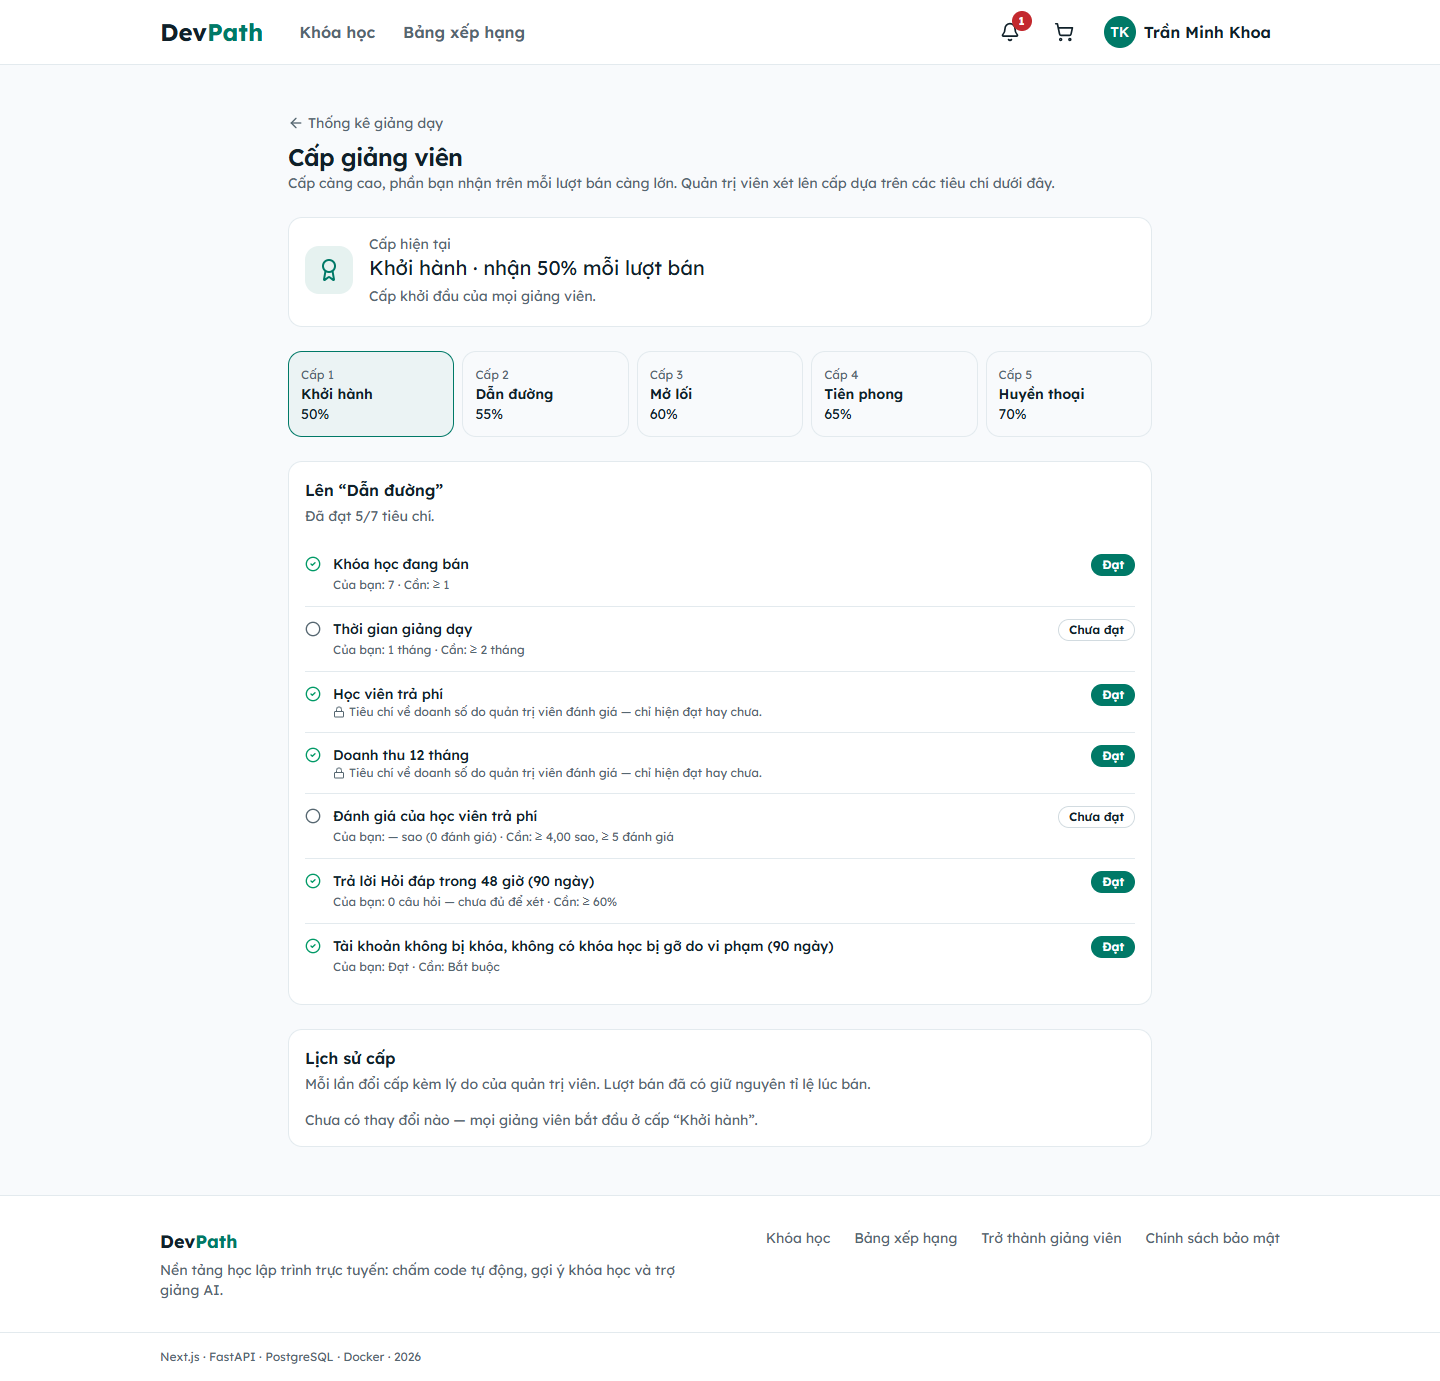 DevPath
Khóa học
Bảng xếp hạng
1
TK
Trần Minh Khoa
Thống kê giảng dạy
Cấp giảng viên
Cấp càng cao, phần bạn nhận trên mỗi lượt bán càng lớn. Quản trị viên xét lên cấp dựa trên các tiêu chí dưới đây.
Cấp hiện tại
Khởi hành · nhận 50% mỗi lượt bán
Cấp khởi đầu của mọi giảng viên.
Cấp 1
Khởi hành
50%
Cấp 2
Dẫn đường
55%
Cấp 3
Mở lối
60%
Cấp 4
Tiên phong
65%
Cấp 5
Huyền thoại
70%
Lên “Dẫn đường”
Đã đạt 5/7 tiêu chí.
Khóa học đang bán
Đạt
Của bạn: 7 · Cần: ≥ 1
Thời gian giảng dạy
Chưa đạt
Của bạn: 1 tháng · Cần: ≥ 2 tháng
Học viên trả phí
Đạt
Tiêu chí về doanh số do quản trị viên đánh giá — chỉ hiện đạt hay chưa.
Doanh thu 12 tháng
Đạt
Tiêu chí về doanh số do quản trị viên đánh giá — chỉ hiện đạt hay chưa.
Đánh giá của học viên trả phí
Chưa đạt
Của bạn: — sao (0 đánh giá) · Cần: ≥ 4,00 sao, ≥ 5 đánh giá
Trả lời Hỏi đáp trong 48 giờ (90 ngày)
Đạt
Của bạn: 0 câu hỏi — chưa đủ để xét · Cần: ≥ 60%
Tài khoản không bị khóa, không có khóa học bị gỡ do vi phạm (90 ngày)
Đạt
Của bạn: Đạt · Cần: Bắt buộc
Lịch sử cấp
Mỗi lần đổi cấp kèm lý do của quản trị viên. Lượt bán đã có giữ nguyên tỉ lệ lúc bán.
Chưa có thay đổi nào — mọi giảng viên bắt đầu ở cấp “Khởi hành”.
DevPath
Khóa học
Bảng xếp hạng
Trở thành giảng viên
Chính sách bảo mật
Nền tảng học lập trình trực tuyến: chấm code tự động, gợi ý khóa học và trợ
giảng AI.
Next.js · FastAPI · PostgreSQL · Docker · 2026